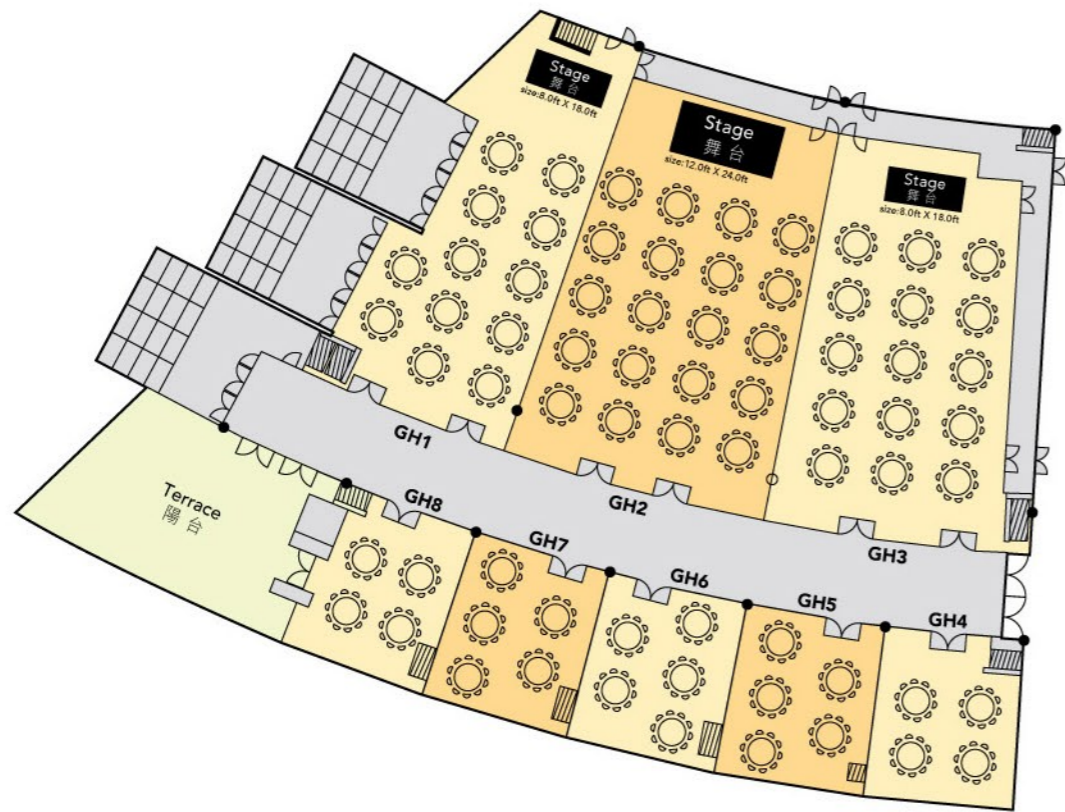 Stage
舞台
size:8.0ft X 18.0ft
Stage
舞台
size:12.0ft X 24.0ft
Stage
舞台
size:8.0ft X 18.0ft
GH1
GH2
GH3
Terrace
陽台
GH8
GH7
GH6
GH5
GH4